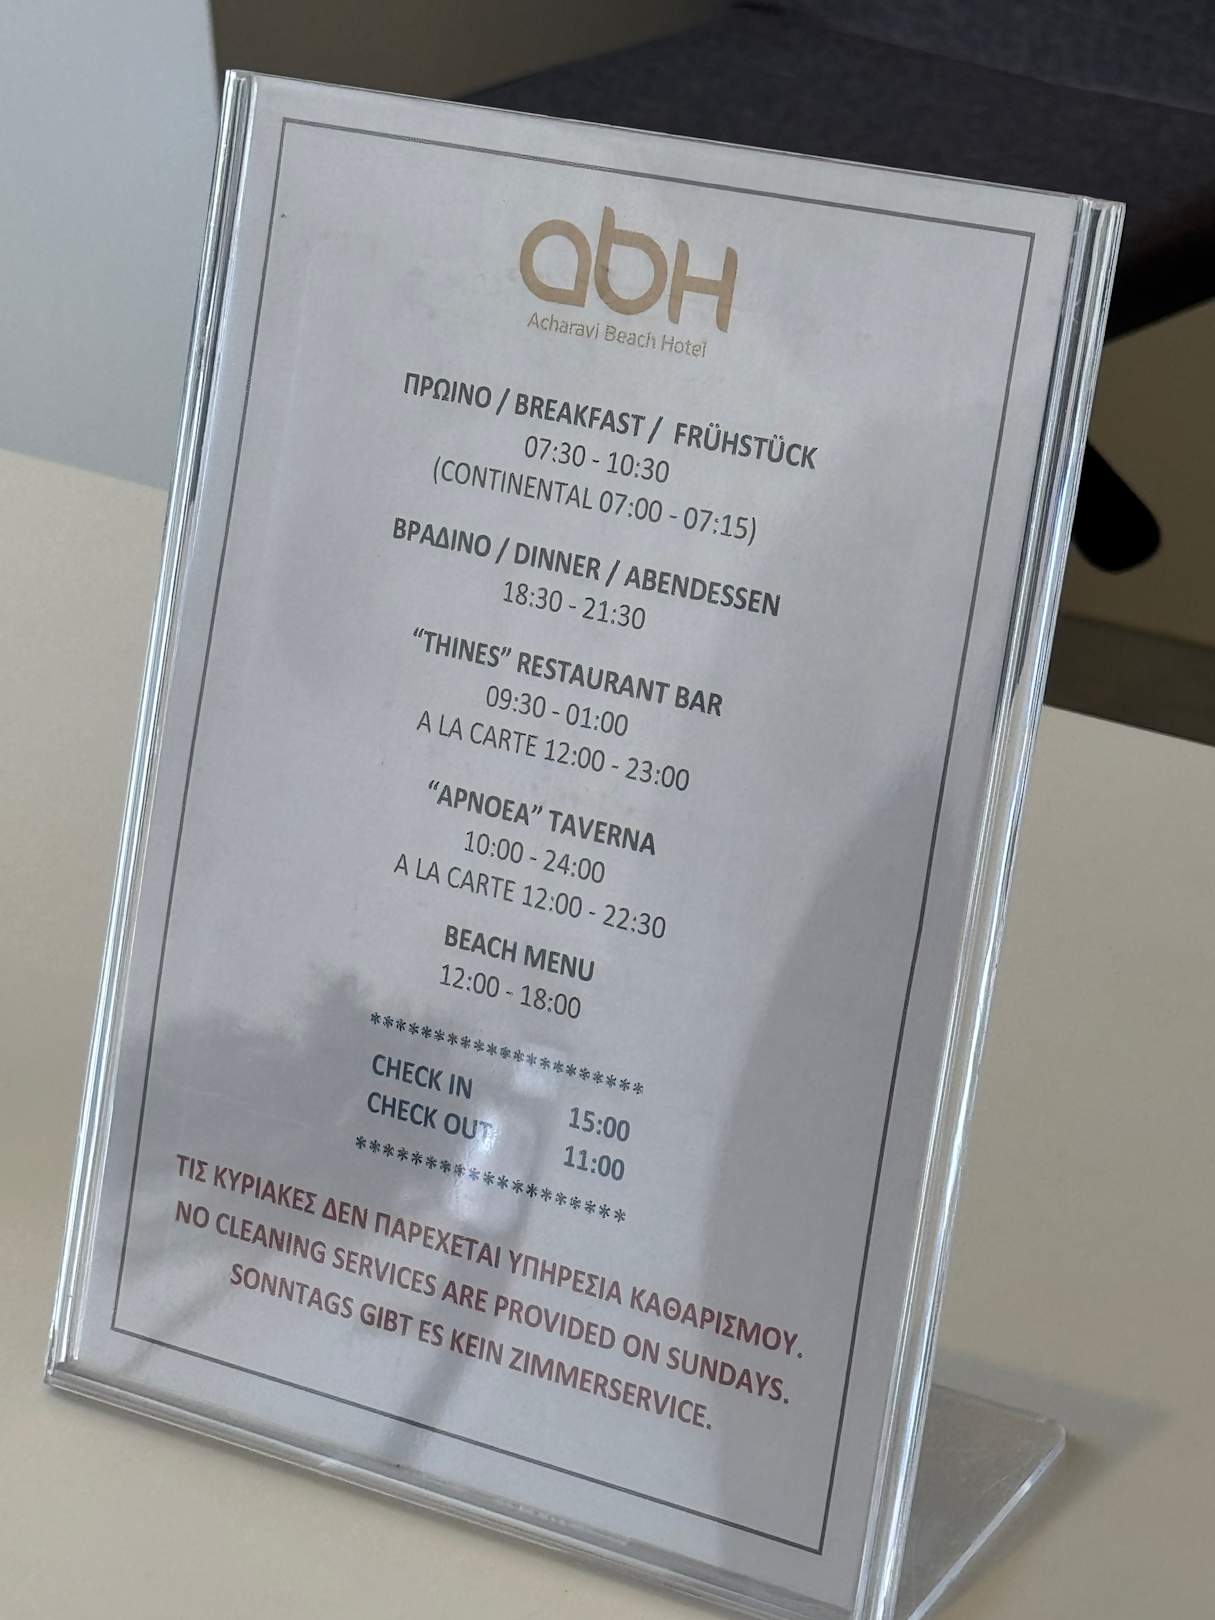 abH
Acharavi Beach Hotel
ΠΡΩΙΝΟ / BREAKFAST / FRÜHSTÜCK
07:30 - 10:30
(CONTINENTAL 07:00 - 07:15)
ΒΡΑΔΙΝΟ / DINNER / ABENDESSEN
18:30 - 21:30
“THINES” RESTAURANT BAR
09:30 - 01:00
A LA CARTE 12:00 - 23:00
“APNOEA” TAVERNA
10:00 - 24:00
A LA CARTE 12:00 - 22:30
BEACH MENU
12:00 - 18:00
*********************
CHECK IN 15:00
CHECK OUT 11:00
*******************
ΤΙΣ ΚΥΡΙΑΚΕΣ ΔΕΝ ΠΑΡΕΧΕΤΑΙ ΥΠΗΡΕΣΙΑ ΚΑΘΑΡΙΣΜΟΥ.
NO CLEANING SERVICES ARE PROVIDED ON SUNDAYS.
SONNTAGS GIBT ES KEIN ZIMMERSERVICE.